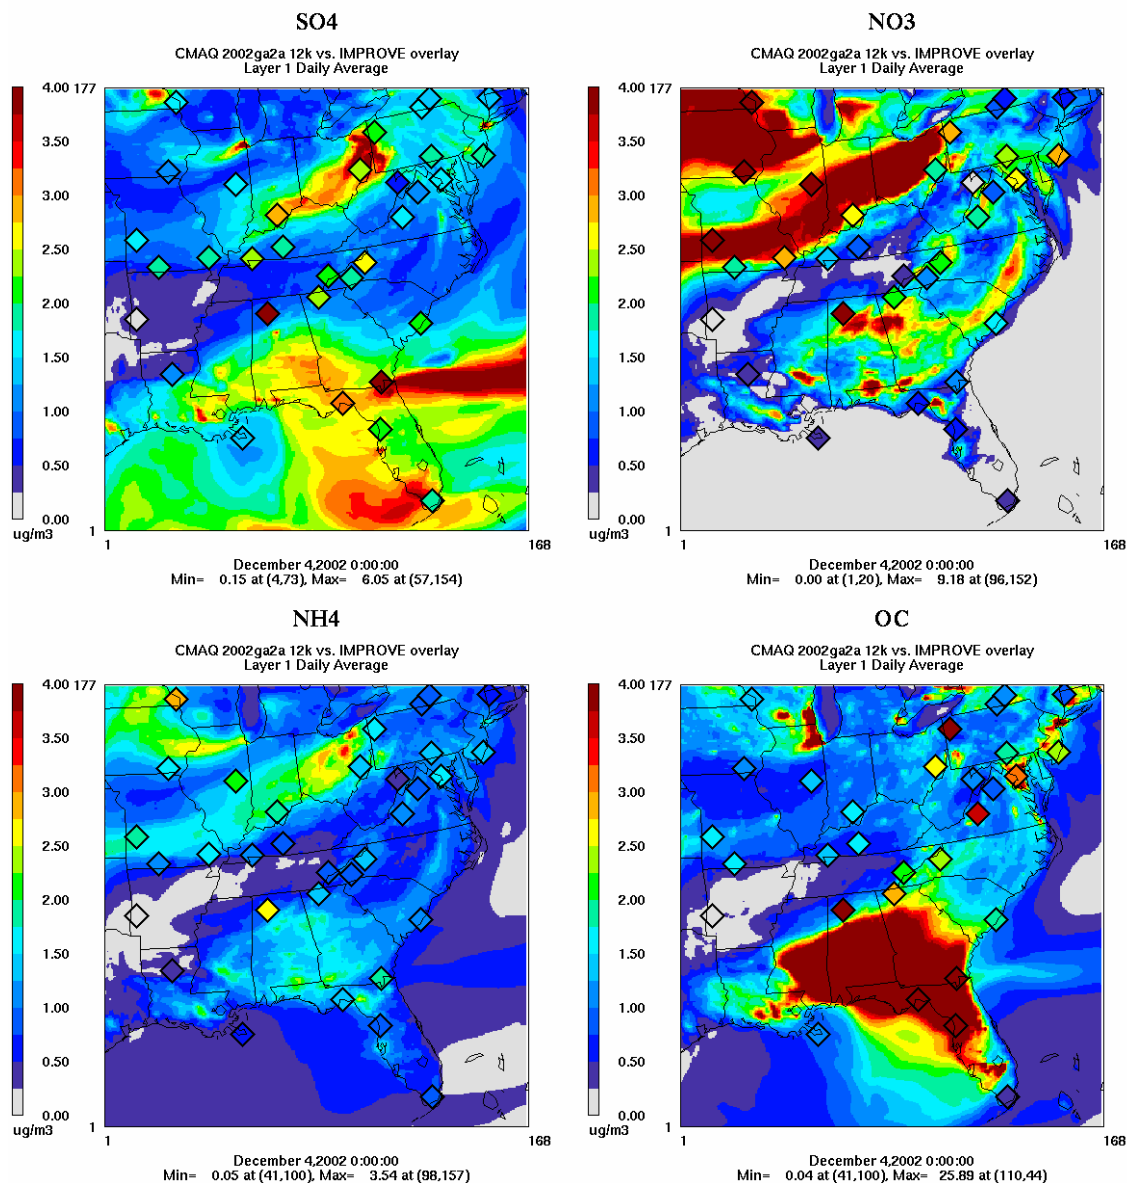 SO4
CMAQ 2002ga2a 12k vs. IMPROVE overlay
Layer 1 Daily Average
4.00 177
3.50
3.00
2.50
2.00
1.50
1.00
0.50
0.00
ug/m3
1
1
168
December 4,2002 0:00:00
Min= 0.15 at (4,73), Max= 6.05 at (57,154)
NO3
CMAQ 2002ga2a 12k vs. IMPROVE overlay
Layer 1 Daily Average
4.00 177
3.50
3.00
2.50
2.00
1.50
1.00
0.50
0.00
ug/m3
1
1
168
December 4,2002 0:00:00
Min= 0.00 at (1,20), Max= 9.18 at (96,152)
NH4
CMAQ 2002ga2a 12k vs. IMPROVE overlay
Layer 1 Daily Average
4.00 177
3.50
3.00
2.50
2.00
1.50
1.00
0.50
0.00
ug/m3
1
1
168
December 4,2002 0:00:00
Min= 0.05 at (41,100), Max= 3.54 at (98,157)
OC
CMAQ 2002ga2a 12k vs. IMPROVE overlay
Layer 1 Daily Average
4.00 177
3.50
3.00
2.50
2.00
1.50
1.00
0.50
0.00
ug/m3
1
1
168
December 4,2002 0:00:00
Min= 0.04 at (41,100), Max= 25.89 at (110,44)